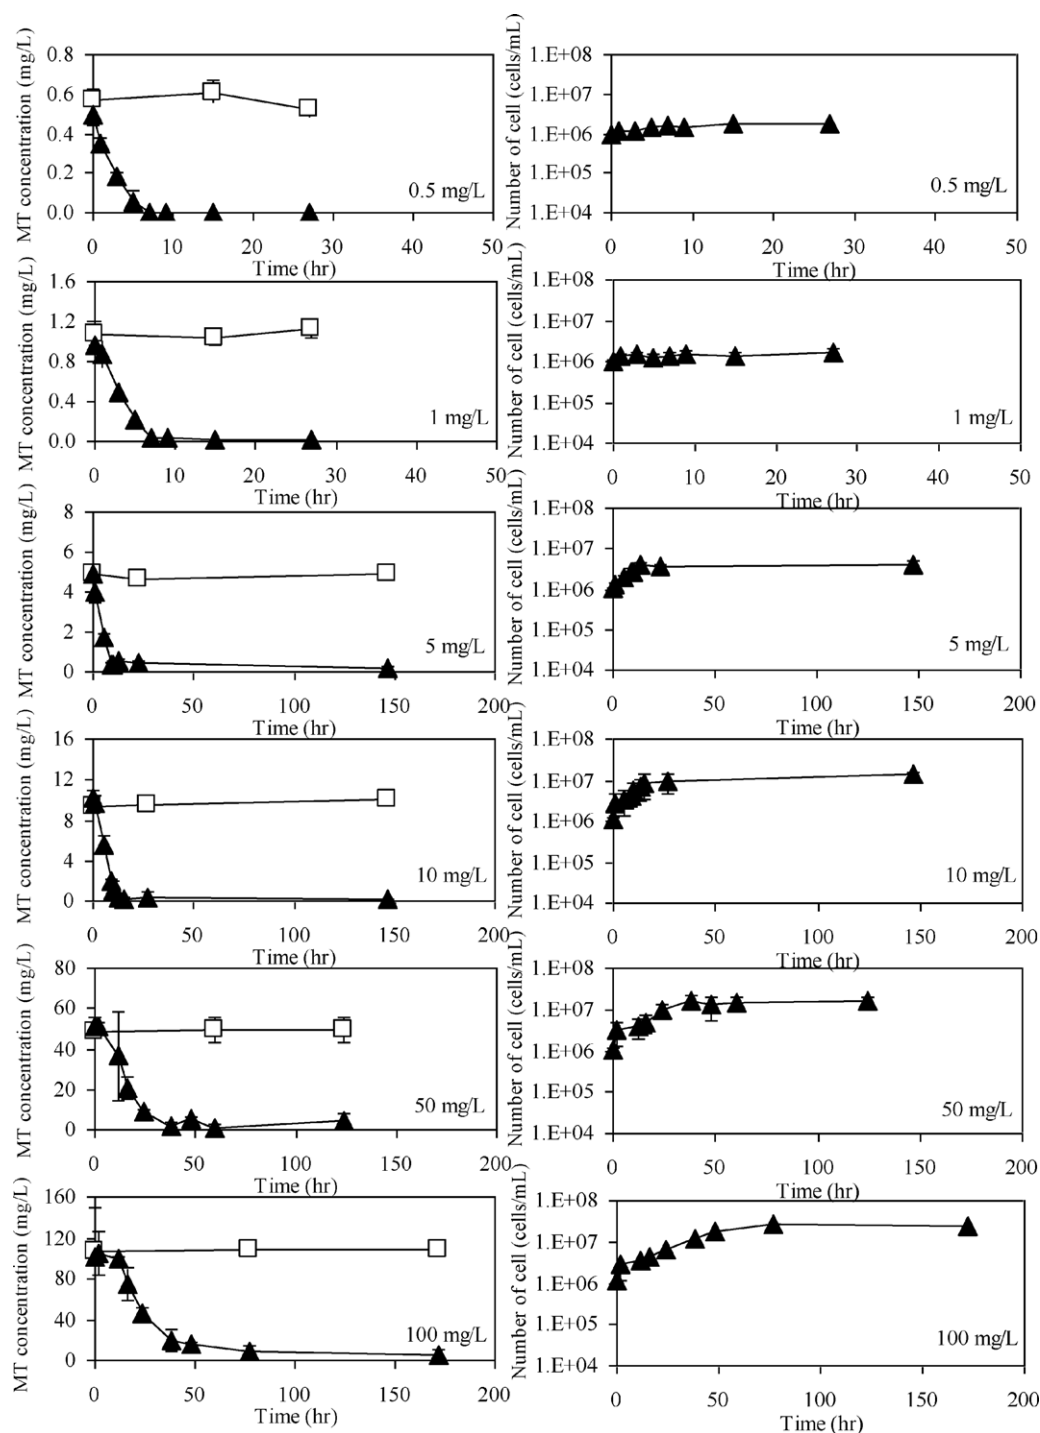 MT concentration (mg/L)
0.8
0.6
0.4
0.2
0.0
0.5 mg/L
0 10 20 30 40 50
Time (hr)
Number of cell (cells/mL)
1.E+08
1.E+07
1.E+06
1.E+05
1.E+04
0.5 mg/L
0 10 20 30 40 50
Time (hr)
MT concentration (mg/L)
1.6
1.2
0.8
0.4
0.0
1 mg/L
0 10 20 30 40 50
Time (hr)
Number of cell (cells/mL)
1.E+08
1.E+07
1.E+06
1.E+05
1.E+04
1 mg/L
0 10 20 30 40 50
Time (hr)
MT concentration (mg/L)
8
6
4
2
0
5 mg/L
0 50 100 150 200
Time (hr)
Number of cell (cells/mL)
1.E+08
1.E+07
1.E+06
1.E+05
1.E+04
5 mg/L
0 50 100 150 200
Time (hr)
MT concentration (mg/L)
16
12
8
4
0
10 mg/L
0 50 100 150 200
Time (hr)
Number of cell (cells/mL)
1.E+08
1.E+07
1.E+06
1.E+05
1.E+04
10 mg/L
0 50 100 150 200
Time (hr)
MT concentration (mg/L)
80
60
40
20
0
50 mg/L
0 50 100 150 200
Time (hr)
Number of cell (cells/mL)
1.E+08
1.E+07
1.E+06
1.E+05
1.E+04
50 mg/L
0 50 100 150 200
Time (hr)
MT concentration (mg/L)
160
120
80
40
0
100 mg/L
0 50 100 150 200
Time (hr)
Number of cell (cells/mL)
1.E+08
1.E+07
1.E+06
1.E+05
1.E+04
100 mg/L
0 50 100 150 200
Time (hr)